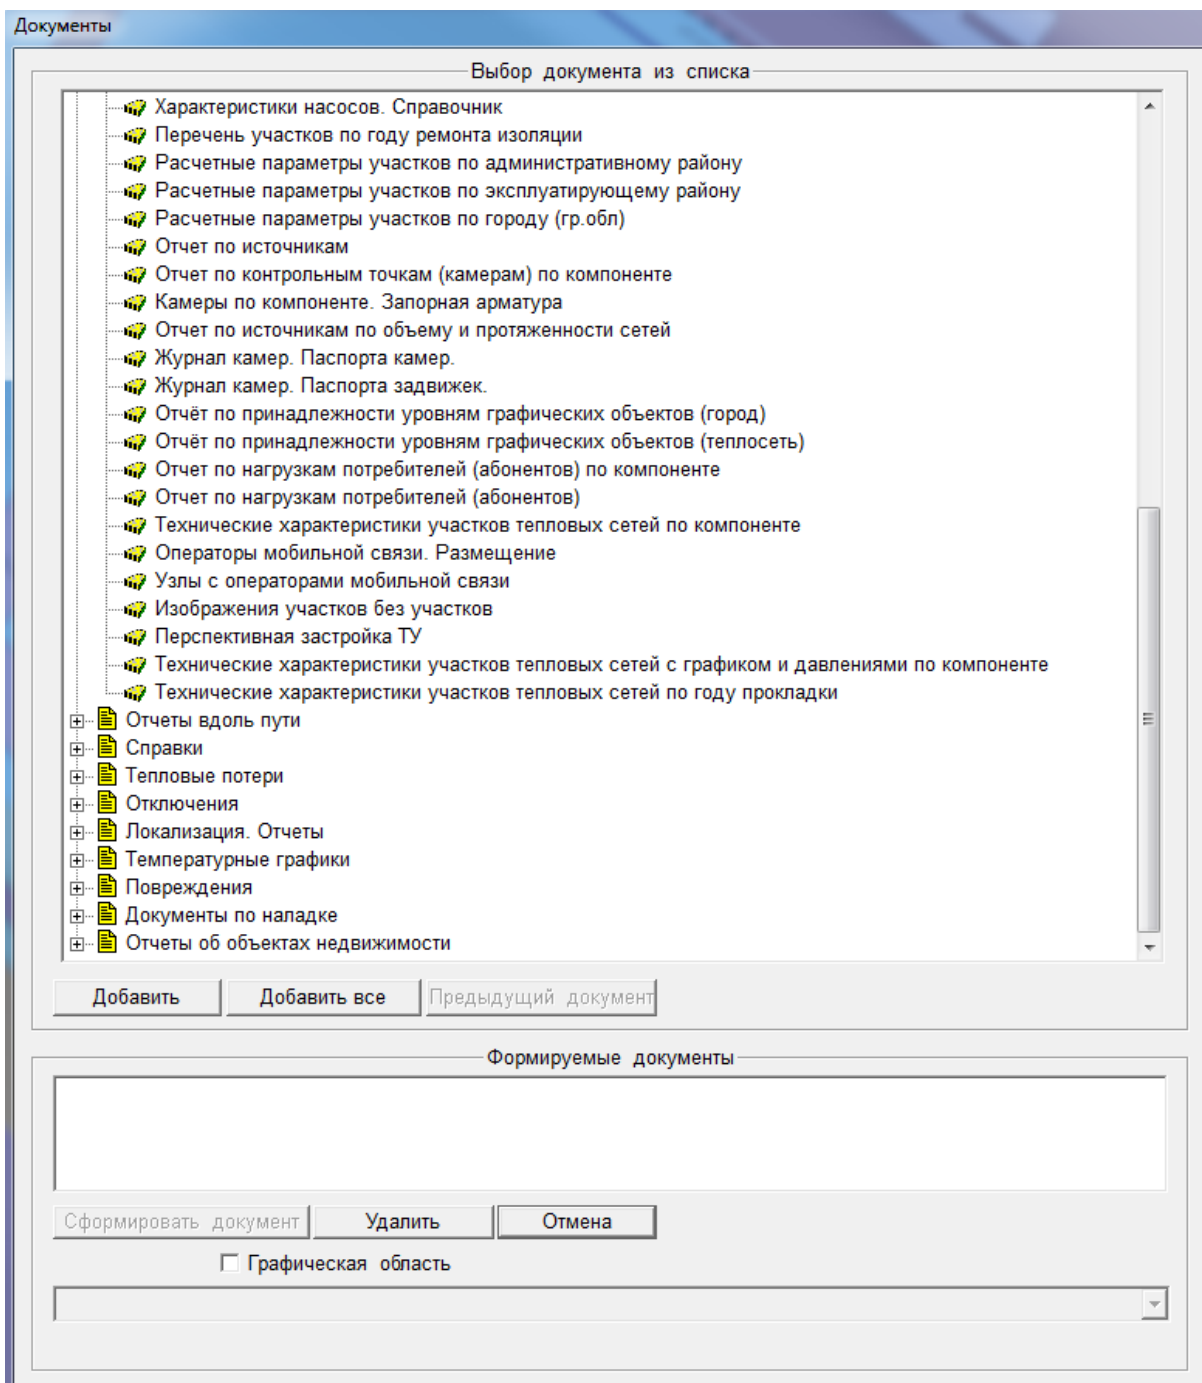 Документы
Выбор документа из списка
Характеристики насосов. Справочник
Перечень участков по году ремонта изоляции
Расчетные параметры участков по административному району
Расчетные параметры участков по эксплуатирующему району
Расчетные параметры участков по городу (гр.обл)
Отчет по источникам
Отчет по контрольным точкам (камерам) по компоненте
Камеры по компоненте. Запорная арматура
Отчет по источникам по объему и протяженности сетей
Журнал камер. Паспорта камер.
Журнал камер. Паспорта задвижек.
Отчёт по принадлежности уровням графических объектов (город)
Отчёт по принадлежности уровням графических объектов (теплосеть)
Отчет по нагрузкам потребителей (абонентов) по компоненте
Отчет по нагрузкам потребителей (абонентов)
Технические характеристики участков тепловых сетей по компоненте
Операторы мобильной связи. Размещение
Узлы с операторами мобильной связи
Изображения участков без участков
Перспективная застройка ТУ
Технические характеристики участков тепловых сетей с графиком и давлениями по компоненте
Технические характеристики участков тепловых сетей по году прокладки
Отчеты вдоль пути
Справки
Тепловые потери
Отключения
Локализация. Отчеты
Температурные графики
Повреждения
Документы по наладке
Отчеты об объектах недвижимости
Добавить Добавить все Предыдущий документ
Формируемые документы
Сформировать документ Удалить Отмена
Графическая область